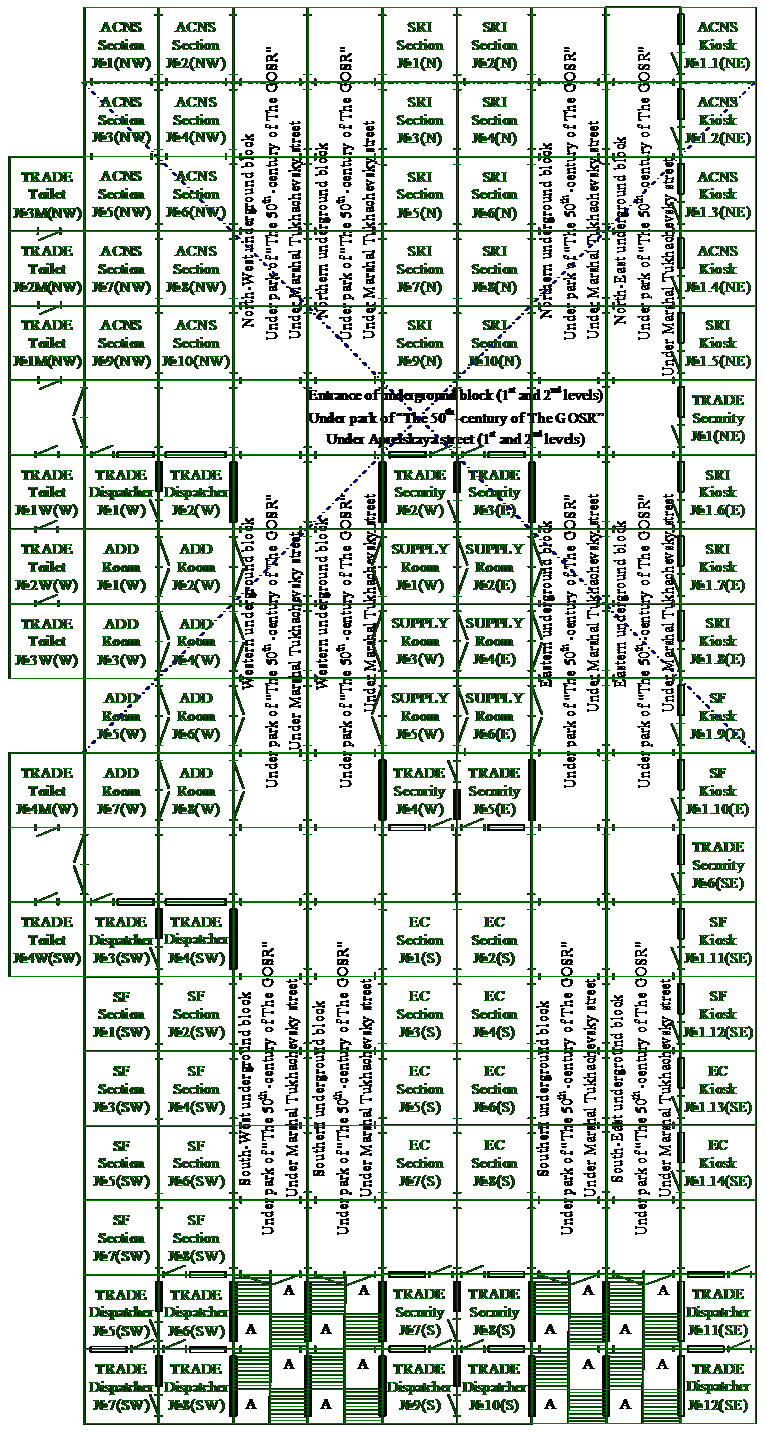 ACNS
Section
№1(NW)
ACNS
Section
№2(NW)
SRI
Section
№1(N)
SRI
Section
№2(N)
ACNS
Kiosk
№1.1(NE)
ACNS
Section
№3(NW)
ACNS
Section
№4(NW)
SRI
Section
№3(N)
SRI
Section
№4(N)
ACNS
Kiosk
№1.2(NE)
TRADE
Toilet
№3M(NW)
ACNS
Section
№5(NW)
ACNS
Section
№6(NW)
SRI
Section
№5(N)
SRI
Section
№6(N)
ACNS
Kiosk
№1.3(NE)
TRADE
Toilet
№2M(NW)
ACNS
Section
№7(NW)
ACNS
Section
№8(NW)
SRI
Section
№7(N)
SRI
Section
№8(N)
ACNS
Kiosk
№1.4(NE)
TRADE
Toilet
№1M(NW)
ACNS
Section
№9(NW)
ACNS
Section
№10(NW)
SRI
Section
№9(N)
SRI
Section
№10(N)
SRI
Kiosk
№1.5(NE)
North-West underground block
Under park of "The 50th-century of The GOSR"
Under Marshal Tukhachevsky street
Northern underground block
Under park of "The 50th-century of The GOSR"
Under Marshal Tukhachevsky street
Northern underground block
Under park of "The 50th-century of The GOSR"
Under Marshal Tukhachevsky street
North-East underground block
Under park of "The 50th-century of The GOSR"
Under Marshal Tukhachevsky street
Entrance of underground block (1st and 2nd levels)
Under park of "The 50th-century of The GOSR"
Under Aprelskaya street (1st and 2nd levels)
TRADE
Security
№1(NE)
TRADE
Toilet
№1W(W)
TRADE
Dispatcher
№1(W)
TRADE
Dispatcher
№2(W)
TRADE
Security
№2(W)
TRADE
Security
№3(E)
SRI
Kiosk
№1.6(E)
TRADE
Toilet
№2W(W)
ADD
Room
№1(W)
ADD
Room
№2(W)
SUPPLY
Room
№1(W)
SUPPLY
Room
№2(E)
SRI
Kiosk
№1.7(E)
TRADE
Toilet
№3W(W)
ADD
Room
№3(W)
ADD
Room
№4(W)
SUPPLY
Room
№3(W)
SUPPLY
Room
№4(E)
SRI
Kiosk
№1.8(E)
ADD
Room
№5(W)
ADD
Room
№6(W)
SUPPLY
Room
№5(W)
SUPPLY
Room
№6(E)
SF
Kiosk
№1.9(E)
TRADE
Toilet
№4M(W)
ADD
Room
№7(W)
ADD
Room
№8(W)
TRADE
Security
№4(W)
TRADE
Security
№5(E)
SF
Kiosk
№1.10(E)
Western underground block
Under park of "The 50th-century of The GOSR"
Under Marshal Tukhachevsky street
Western underground block
Under park of "The 50th-century of The GOSR"
Under Marshal Tukhachevsky street
Eastern underground block
Under park of "The 50th-century of The GOSR"
Under Marshal Tukhachevsky street
Eastern underground block
Under park of "The 50th-century of The GOSR"
Under Marshal Tukhachevsky street
TRADE
Security
№6(SE)
TRADE
Toilet
№4W(SW)
TRADE
Dispatcher
№3(SW)
TRADE
Dispatcher
№4(SW)
EC
Section
№1(S)
EC
Section
№2(S)
SF
Kiosk
№1.11(SE)
SF
Section
№1(SW)
SF
Section
№2(SW)
EC
Section
№3(S)
EC
Section
№4(S)
SF
Kiosk
№1.12(SE)
SF
Section
№3(SW)
SF
Section
№4(SW)
EC
Section
№5(S)
EC
Section
№6(S)
EC
Kiosk
№1.13(SE)
SF
Section
№5(SW)
SF
Section
№6(SW)
EC
Section
№7(S)
EC
Section
№8(S)
EC
Kiosk
№1.14(SE)
SF
Section
№7(SW)
SF
Section
№8(SW)
South-West underground block
Under park of "The 50th-century of The GOSR"
Under Marshal Tukhachevsky street
Southern underground block
Under park of "The 50th-century of The GOSR"
Under Marshal Tukhachevsky street
Southern underground block
Under park of "The 50th-century of The GOSR"
Under Marshal Tukhachevsky street
South-East underground block
Under park of "The 50th-century of The GOSR"
Under Marshal Tukhachevsky street
TRADE
Dispatcher
№5(SW)
TRADE
Dispatcher
№6(SW)
A
A
A
A
TRADE
Security
№7(S)
TRADE
Security
№8(S)
A
A
A
A
TRADE
Dispatcher
№11(SE)
TRADE
Dispatcher
№7(SW)
TRADE
Dispatcher
№8(SW)
A
A
A
A
TRADE
Dispatcher
№9(S)
TRADE
Dispatcher
№10(S)
A
A
A
A
TRADE
Dispatcher
№12(SE)